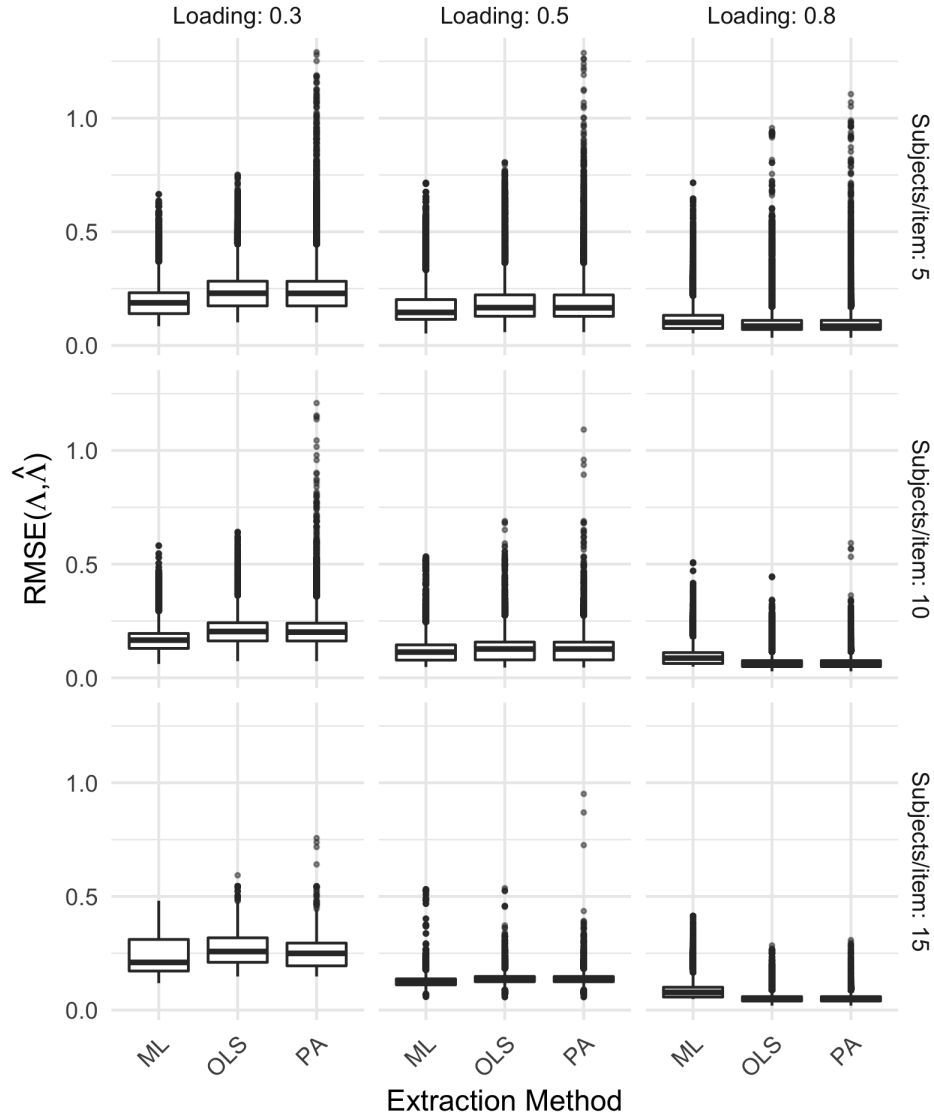 Loading: 0.3
Loading: 0.5
Loading: 0.8
1.0
0.5
0.0
Subjects/item: 5
1.0
0.5
0.0
Subjects/item: 10
1.0
0.5
0.0
Subjects/item: 15
RMSE(Λ,Λ̂)
ML
OLS
PA
ML
OLS
PA
ML
OLS
PA
Extraction Method